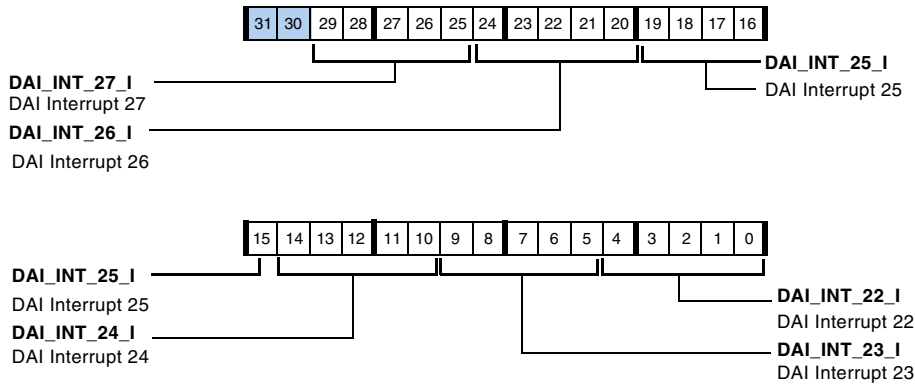 31 30 29 28 27 26 25 24 23 22 21 20 19 18 17 16
DAI_INT_27_I
DAI Interrupt 27
DAI_INT_26_I
DAI Interrupt 26
DAI_INT_25_I
DAI Interrupt 25
15 14 13 12 11 10 9 8 7 6 5 4 3 2 1 0
DAI_INT_25_I
DAI Interrupt 25
DAI_INT_24_I
DAI Interrupt 24
DAI_INT_22_I
DAI Interrupt 22
DAI_INT_23_I
DAI Interrupt 23